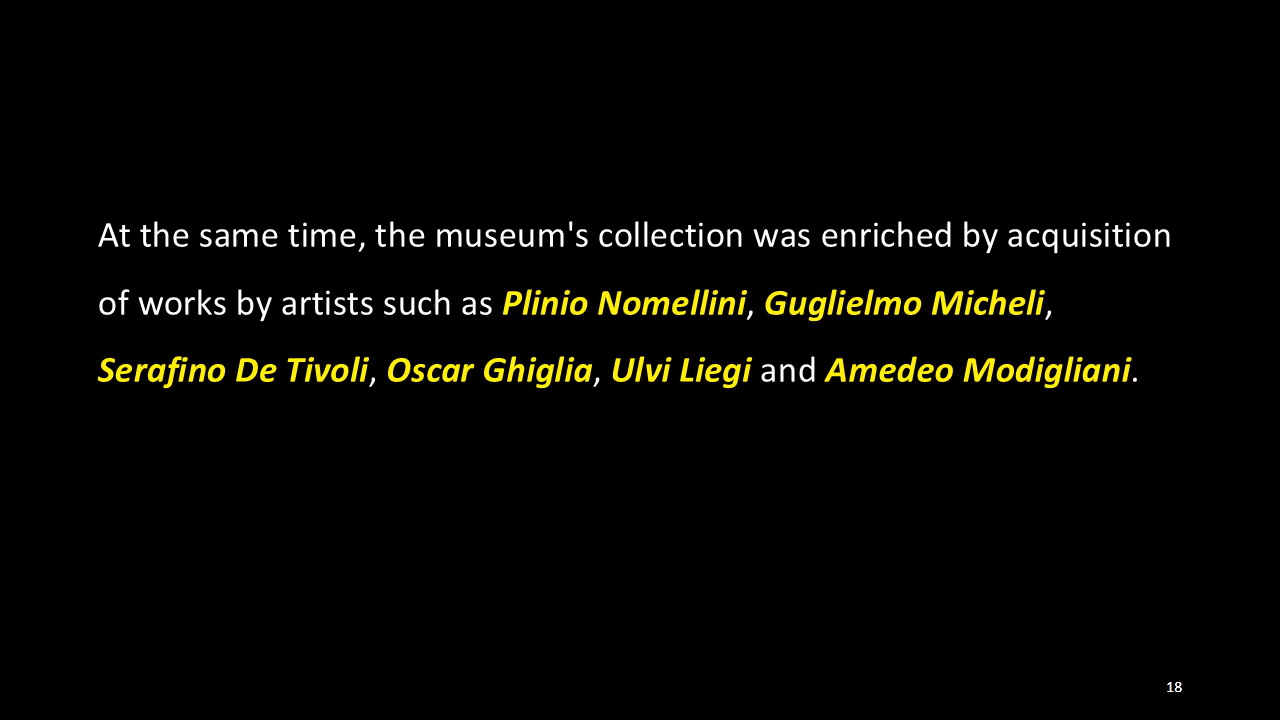 At the same time, the museum's collection was enriched by acquisition
of works by artists such as Plinio Nomellini, Guglielmo Micheli,
Serafino De Tivoli, Oscar Ghiglia, Ulvi Liegi and Amedeo Modigliani.
18